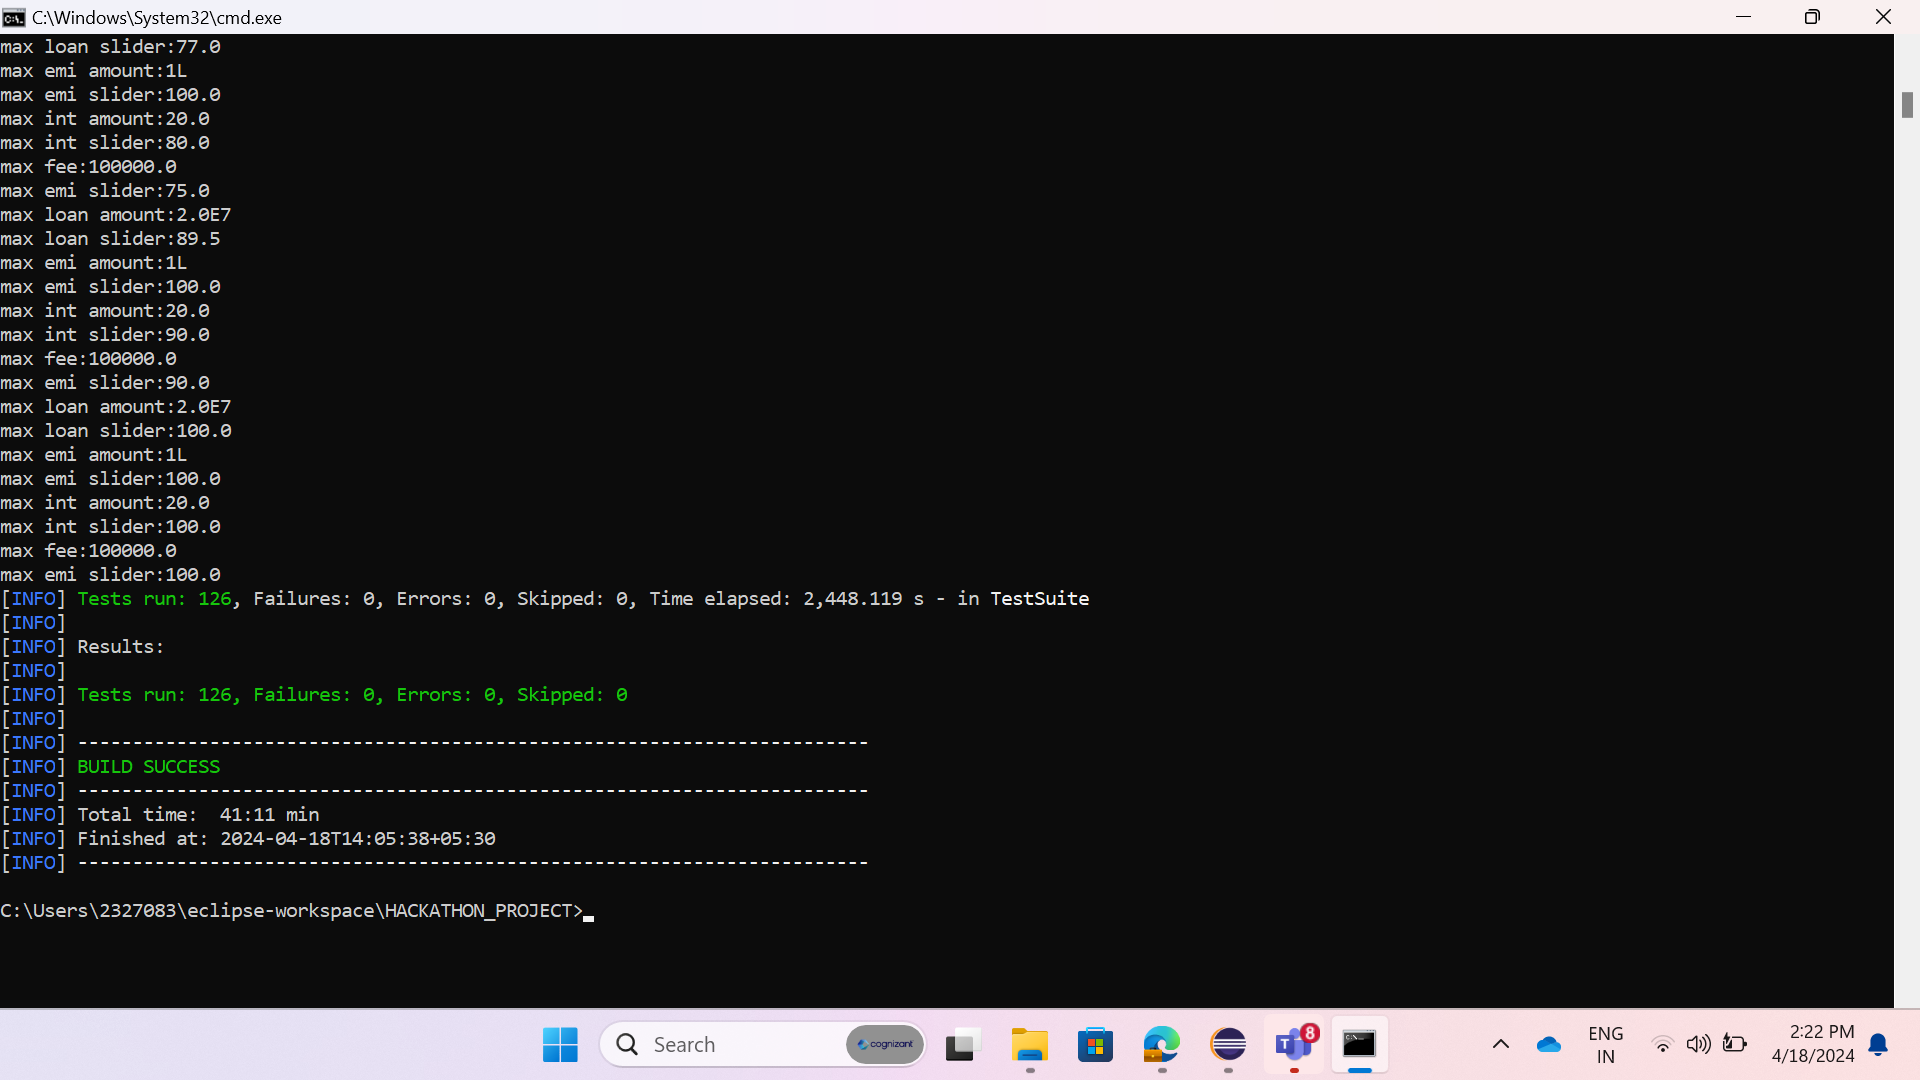 C:\Windows\System32\cmd.exe
max loan slider:77.0
max emi amount:1L
max emi slider:100.0
max int amount:20.0
max int slider:80.0
max fee:100000.0
max emi slider:75.0
max loan amount:2.0E7
max loan slider:89.5
max emi amount:1L
max emi slider:100.0
max int amount:20.0
max int slider:90.0
max fee:100000.0
max emi slider:90.0
max loan amount:2.0E7
max loan slider:100.0
max emi amount:1L
max emi slider:100.0
max int amount:20.0
max int slider:100.0
max fee:100000.0
max emi slider:100.0
[INFO] Tests run: 126, Failures: 0, Errors: 0, Skipped: 0, Time elapsed: 2,448.119 s - in TestSuite
[INFO]
[INFO] Results:
[INFO]
[INFO] Tests run: 126, Failures: 0, Errors: 0, Skipped: 0
[INFO]
[INFO] ------------------------------------------------------------------------
[INFO] BUILD SUCCESS
[INFO] ------------------------------------------------------------------------
[INFO] Total time:  41:11 min
[INFO] Finished at: 2024-04-18T14:05:38+05:30
[INFO] ------------------------------------------------------------------------
C:\Users\2327083\eclipse-workspace\HACKATHON_PROJECT>
Search
cognizant
8
ENG
IN
2:22 PM
4/18/2024